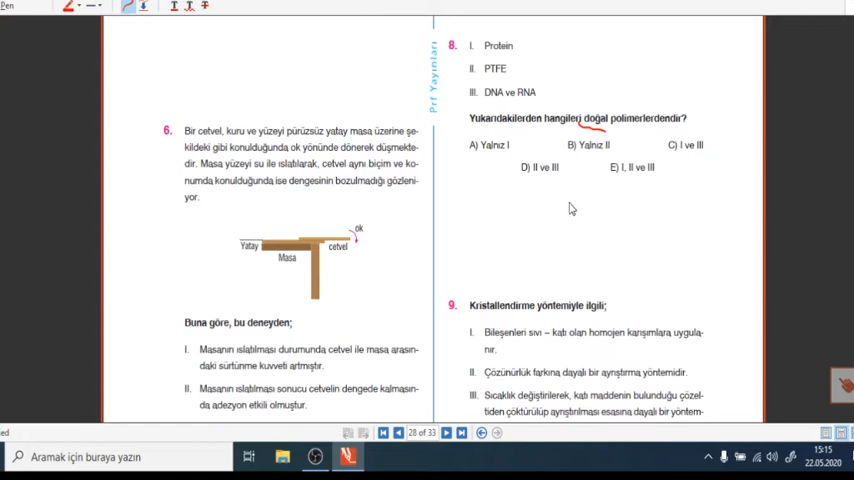 Pen
6. Bir cetvel, kuru ve yüzeyi pürüzsüz yatay masa üzerine şe-
kildeki gibi konulduğunda ok yönünde dönerek düşmekte-
dir. Masa yüzeyi su ile ıslatılarak, cetvel aynı biçim ve ko-
numda konulduğunda ise dengesinin bozulmadığı gözleni-
yor.
ok
Yatay
cetvel
Masa
Buna göre, bu deneyden;
I. Masanın ıslatılması durumunda cetvel ile masa arasın-
daki sürtünme kuvveti artmıştır.
II. Masanın ıslatılması sonucu cetvelin dengede kalmasın-
da adezyon etkili olmuştur.
Prf Yayınları
8. I. Protein
II. PTFE
III. DNA ve RNA
Yukarıdakilerden hangileri doğal polimerlerdendir?
A) Yalnız I B) Yalnız II C) I ve III
D) II ve III E) I, II ve III
9. Kristallendirme yöntemiyle ilgili;
I. Bileşenleri sıvı – katı olan homojen karışımlara uygula-
nır.
II. Çözünürlük farkına dayalı bir ayrıştırma yöntemidir.
III. Sıcaklık değiştirilerek, katı maddenin bulunduğu çözel-
tiden çöktürülüp ayrıştırılması esasına dayalı bir yöntem-
ed
28 of 33
Aramak için buraya yazın
15:15
22.05.2020